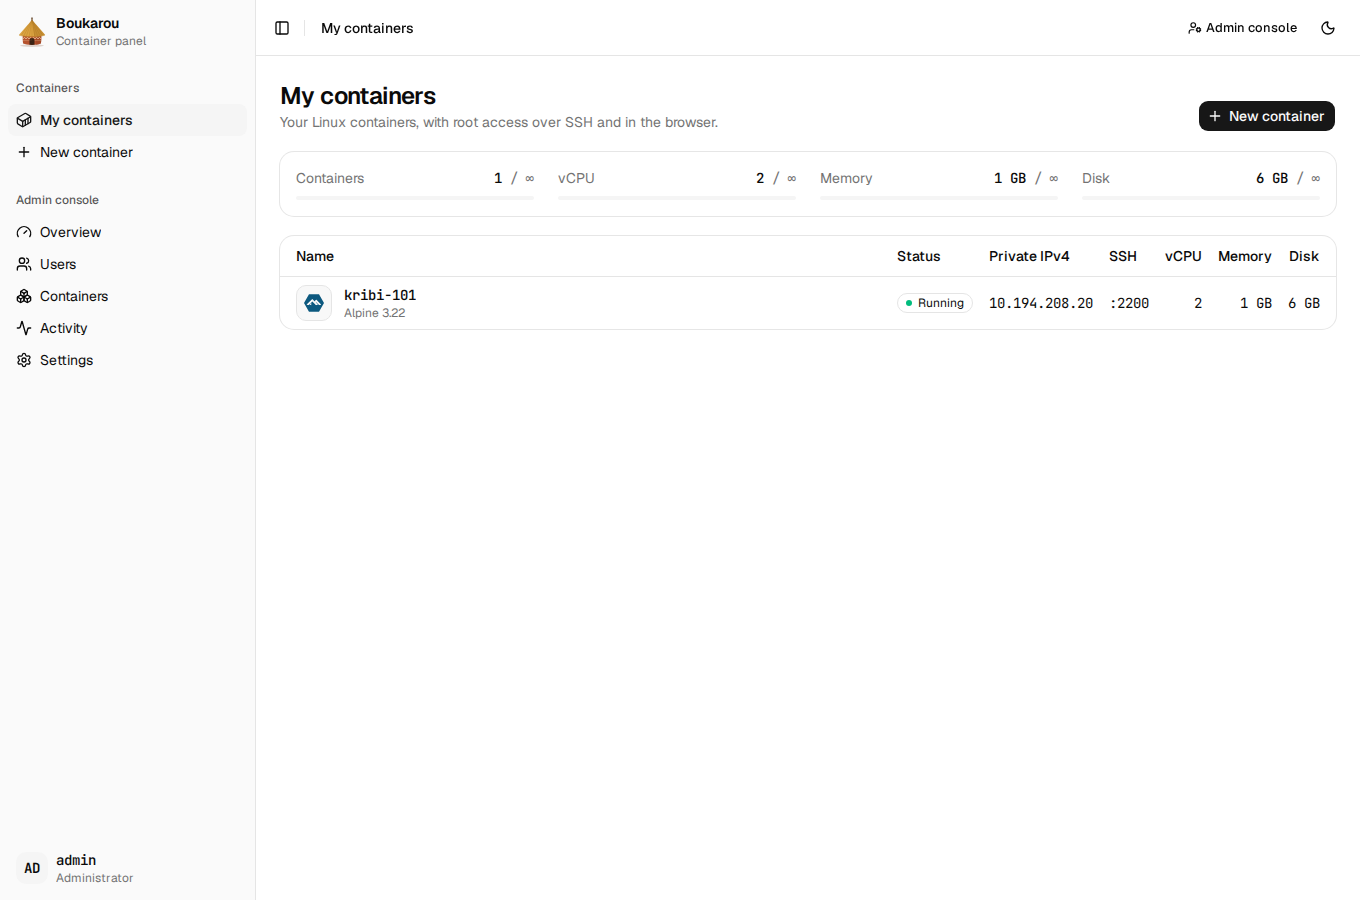 Boukarou
Container panel
Containers
My containers
New container
Admin console
Overview
Users
Containers
Activity
Settings
AD
admin
Administrator
My containers
Admin console
My containers
Your Linux containers, with root access over SSH and in the browser.
New container
Containers 1 / ∞
vCPU 2 / ∞
Memory 1 GB / ∞
Disk 6 GB / ∞
Name Status Private IPv4 SSH vCPU Memory Disk
kribi-101 Running 10.194.208.20 :2200 2 1 GB 6 GB
Alpine 3.22